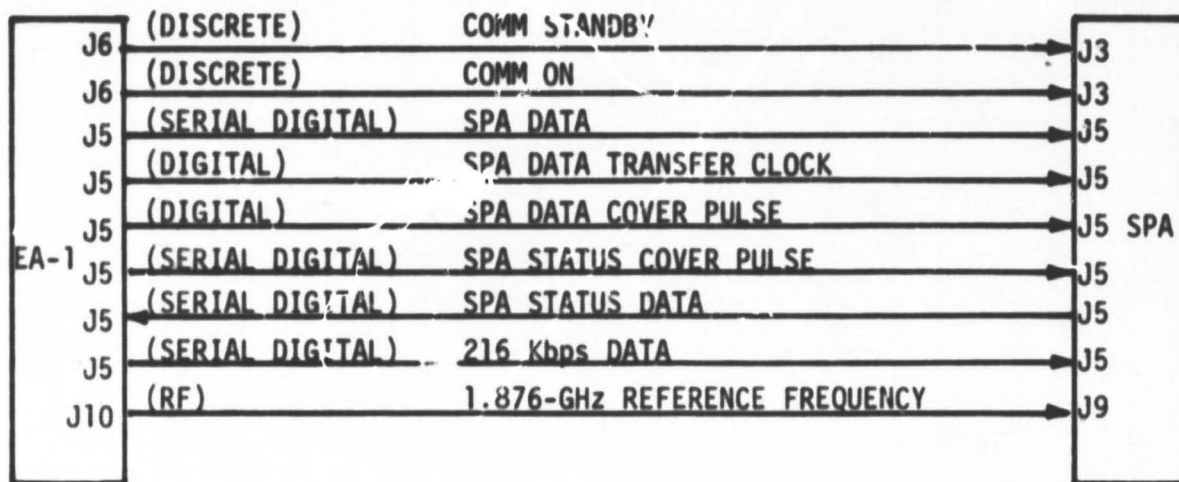 (DISCRETE) COMM STANDBY
J6 J3
(DISCRETE) COMM ON
J6 J3
(SERIAL DIGITAL) SPA DATA
J5 J5
(DIGITAL) SPA DATA TRANSFER CLOCK
J5 J5
(DIGITAL) SPA DATA COVER PULSE
J5 J5 SPA
EA-1 (SERIAL DIGITAL) SPA STATUS COVER PULSE
J5 J5
(SERIAL DIGITAL) SPA STATUS DATA
J5 J5
(SERIAL DIGITAL) 216 Kbps DATA
J5 J5
(RF) 1.876-GHz REFERENCE FREQUENCY
J10 J9